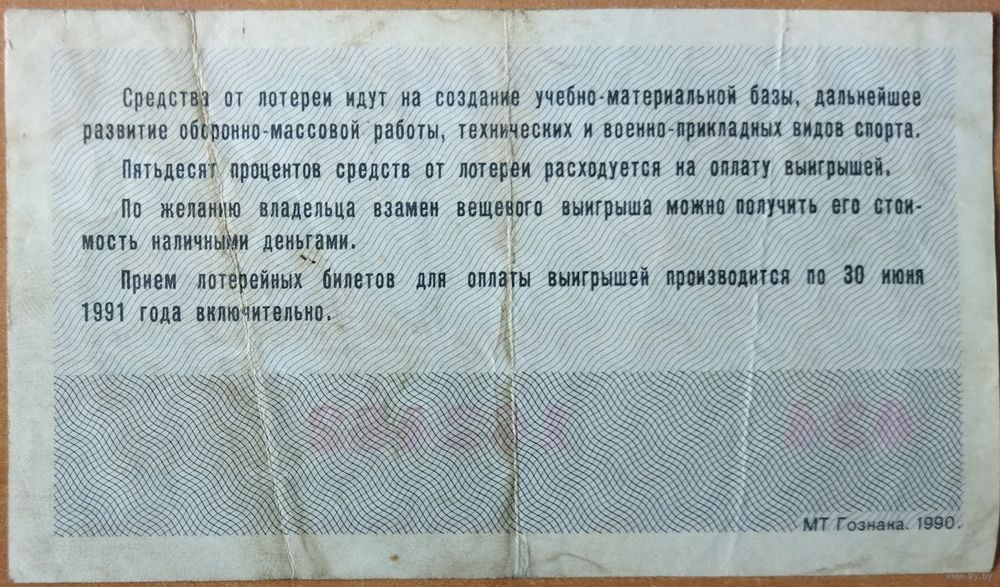 Средства от лотереи идут на создание учебно-материальной базы, дальнейшее
развитие оборонно-массовой работы, технических и военно-прикладных видов спорта.
Пятьдесят процентов средств от лотереи расходуется на оплату выигрышей.
По желанию владельца взамен вещевого выигрыша можно получить его стои-
мость наличными деньгами.
Прием лотерейных билетов для оплаты выигрышей производится по 30 июня
1991 года включительно.
МТ Гознака. 1990.
www.ay.by